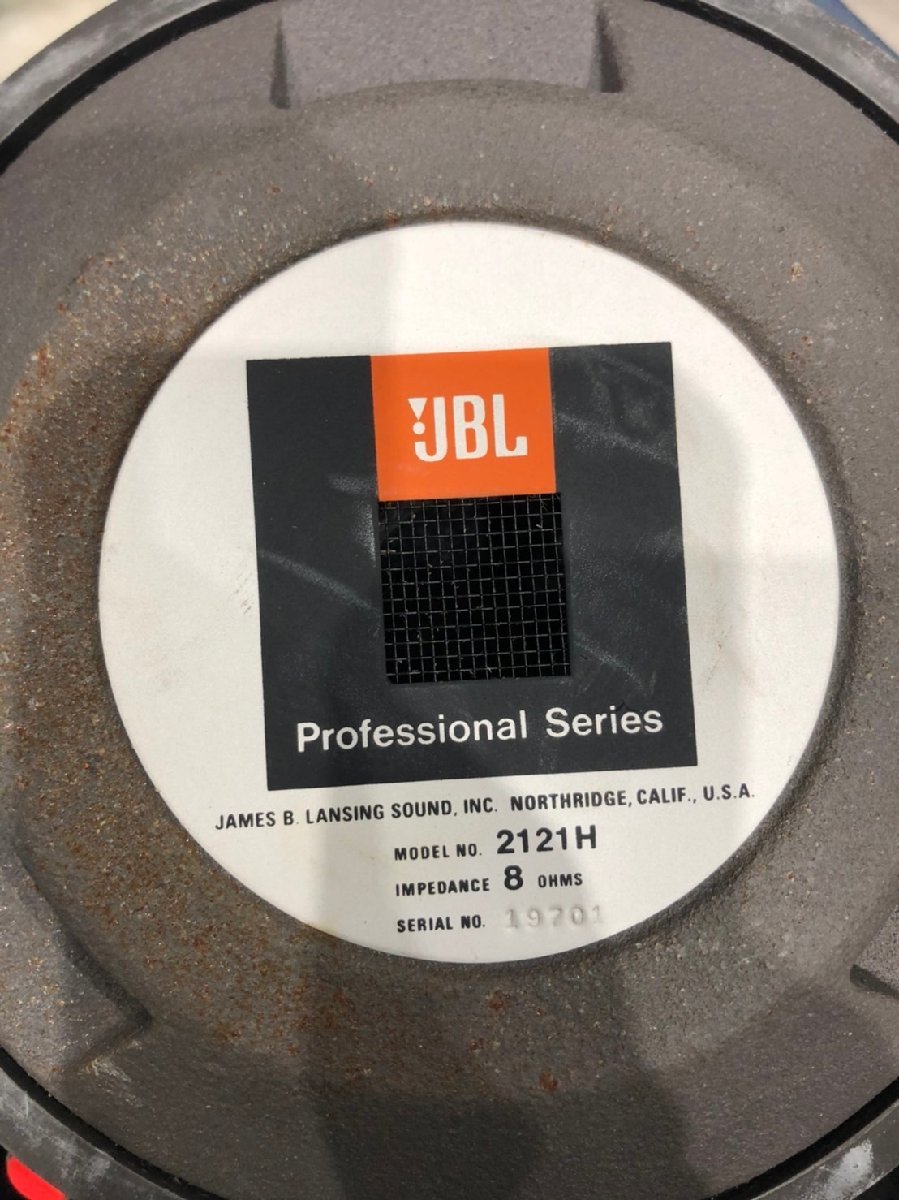 JBL
Professional Series
JAMES B. LANSING SOUND, INC. NORTHRIDGE, CALIF., U.S.A.
MODEL NO. 2121H
IMPEDANCE 8 OHMS
SERIAL NO. 19701